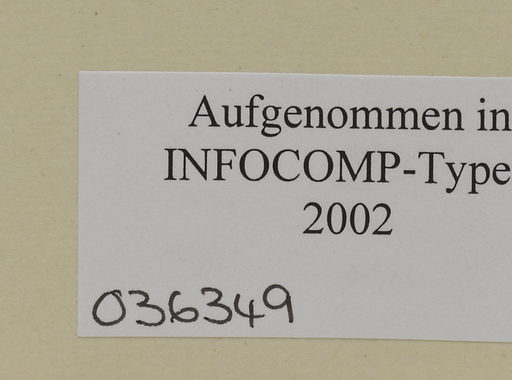 Aufgenommen in
INFOCOMP-Type
2002
036349